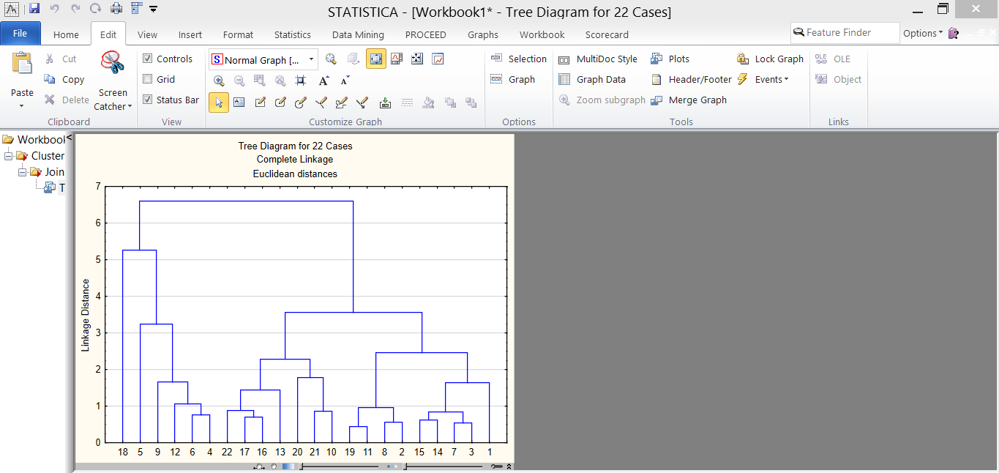 STATISTICA - [Workbook1* - Tree Diagram for 22 Cases]
File Home Edit View Insert Format Statistics Data Mining PROCEED Graphs Workbook Scorecard Feature Finder Options
Paste
Cut
Copy
Delete
Screen
Catcher
Clipboard
Controls
Grid
Status Bar
View
S Normal Graph [...
A A
Customize Graph
Selection
Graph
Options
MultiDoc Style
Graph Data
Zoom subgraph
Plots
Header/Footer
Merge Graph
Lock Graph
Events
Tools
OLE OLE
Object
Links
Workbool
Cluster
Join
T
Tree Diagram for 22 Cases
Complete Linkage
Euclidean distances
Linkage Distance
7
6
5
4
3
2
1
0
18 5 9 12 6 4 22 17 16 13 20 21 10 19 11 8 2 15 14 7 3 1